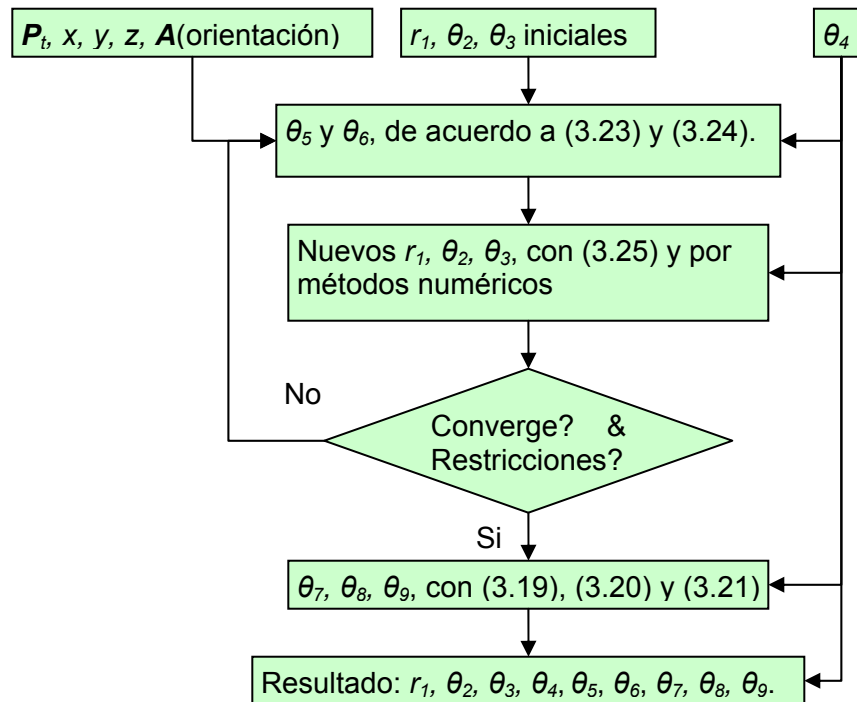 Pt, x, y, z, A(orientación)
r1, θ2, θ3 iniciales
θ4
θ5 y θ6, de acuerdo a (3.23) y (3.24).
Nuevos r1, θ2, θ3, con (3.25) y por
métodos numéricos
No
Converge? &
Restricciones?
Si
θ7, θ8, θ9, con (3.19), (3.20) y (3.21)
Resultado: r1, θ2, θ3, θ4, θ5, θ6, θ7, θ8, θ9.